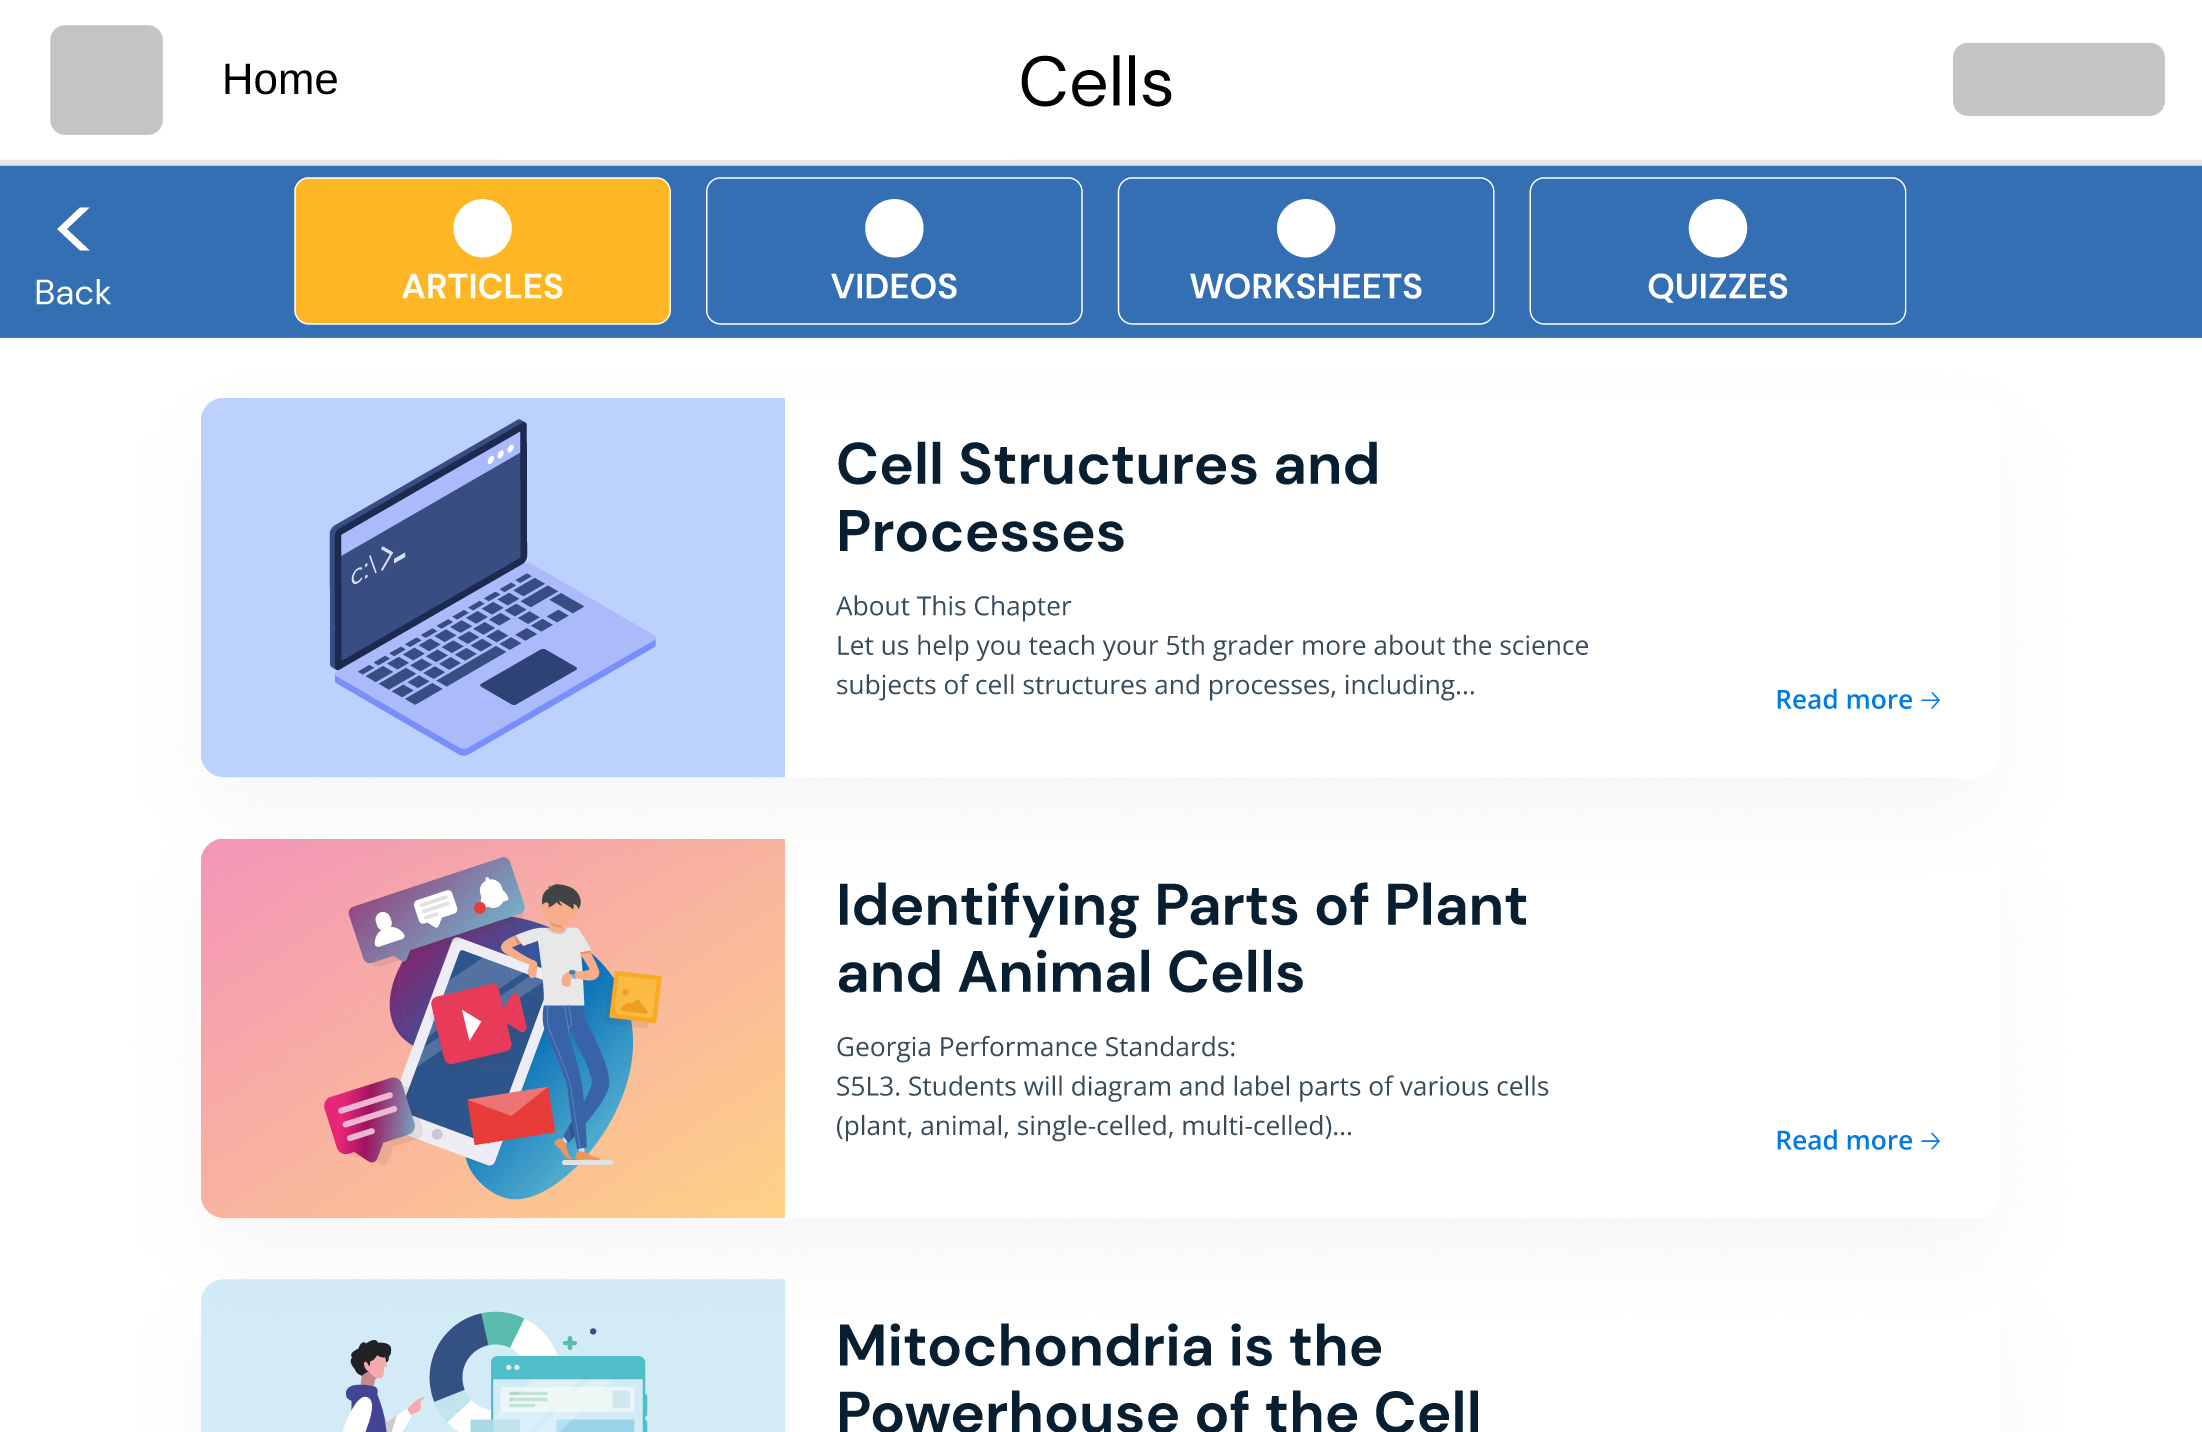 Home
Cells
Back
ARTICLES
VIDEOS
WORKSHEETS
QUIZZES
c:\>-
Cell Structures and
Processes
About This Chapter
Let us help you teach your 5th grader more about the science
subjects of cell structures and processes, including...
Read more →
Identifying Parts of Plant
and Animal Cells
Georgia Performance Standards:
S5L3. Students will diagram and label parts of various cells
(plant, animal, single-celled, multi-celled)...
Read more →
Mitochondria is the
Powerhouse of the Cell